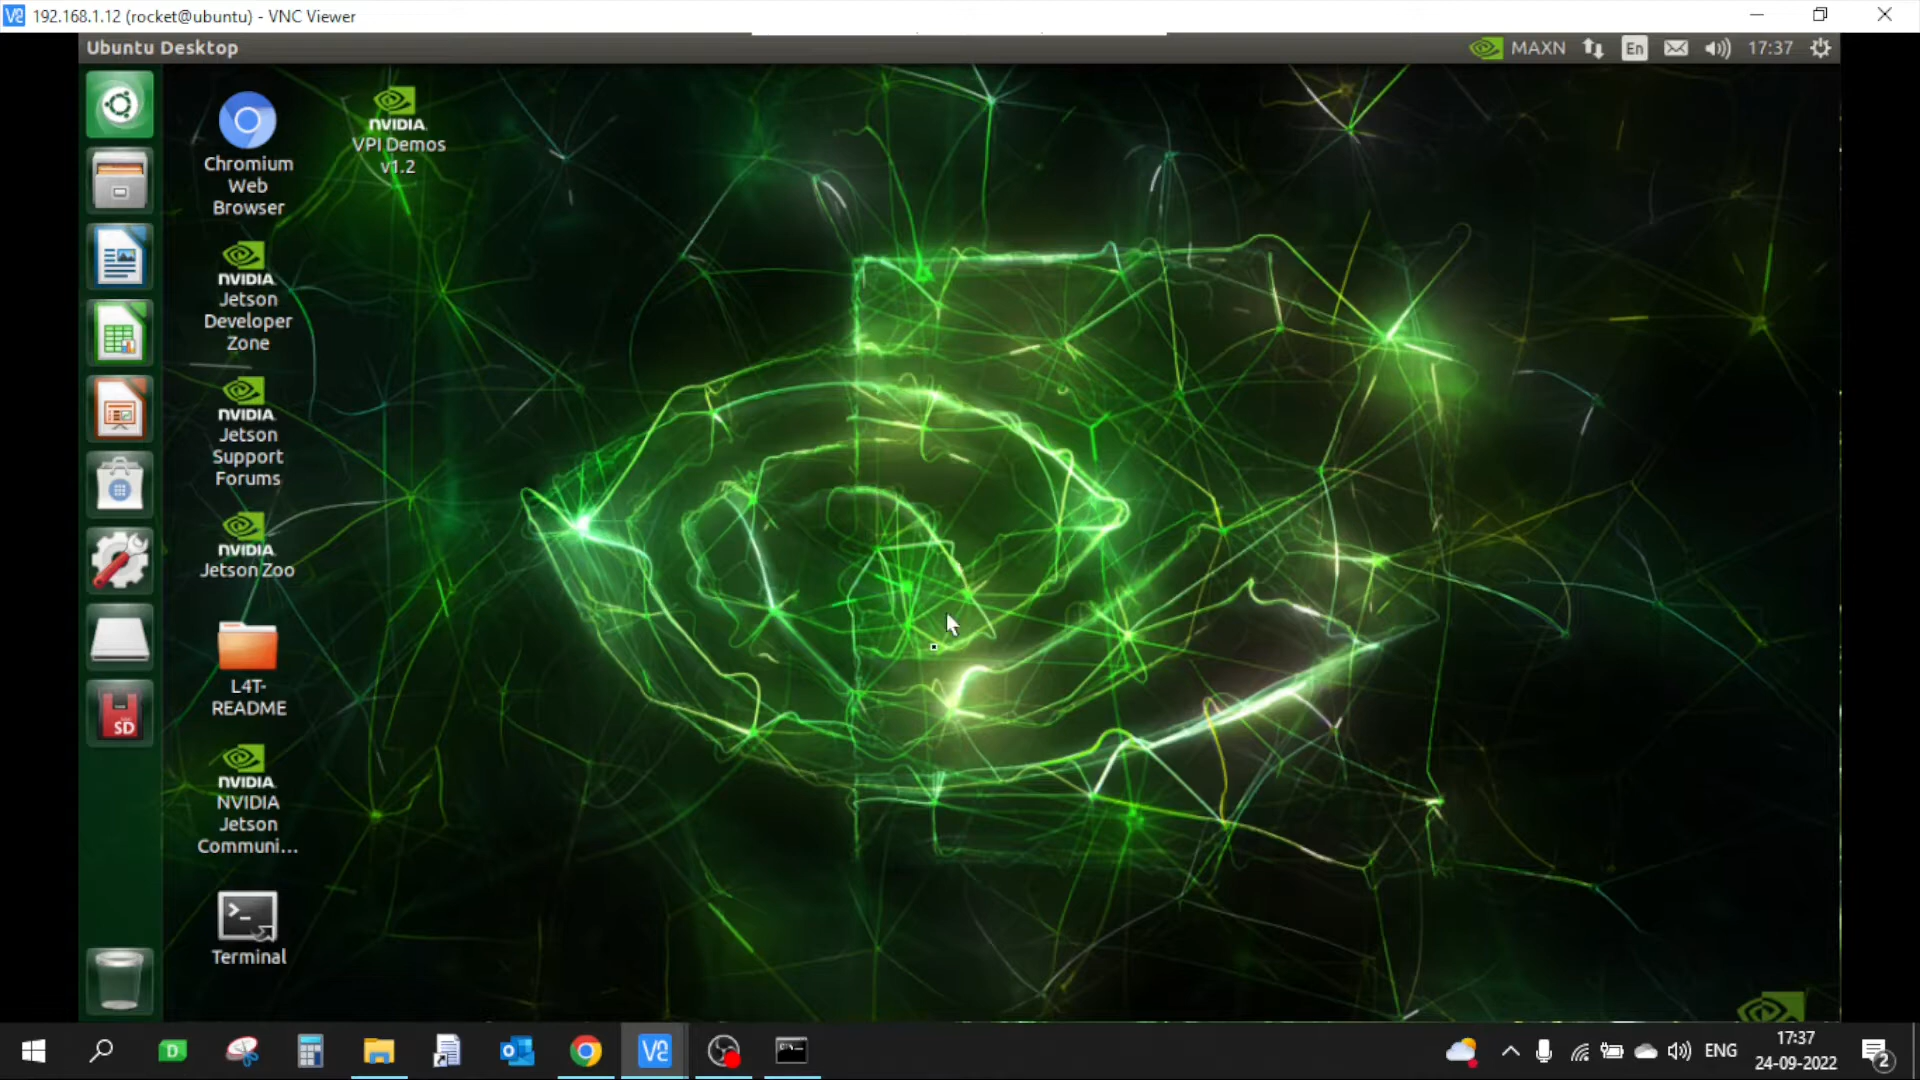 192.168.1.12 (rocket@ubuntu) - VNC Viewer
Ubuntu Desktop
MAXN
En
17:37
Chromium
Web
Browser
NVIDIA.
VPI Demos
v1.2
NVIDIA.
Jetson
Developer
Zone
NVIDIA.
Jetson
Support
Forums
NVIDIA.
Jetson Zoo
L4T-
README
SD
NVIDIA.
NVIDIA
Jetson
Communi...
>_
Terminal
D
V2
ENG
17:37
24-09-2022
2